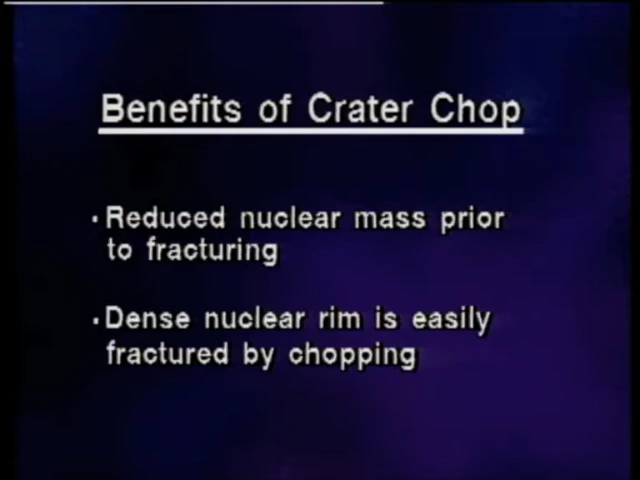 Benefits of Crater Chop
· Reduced nuclear mass prior
to fracturing
· Dense nuclear rim is easily
fractured by chopping